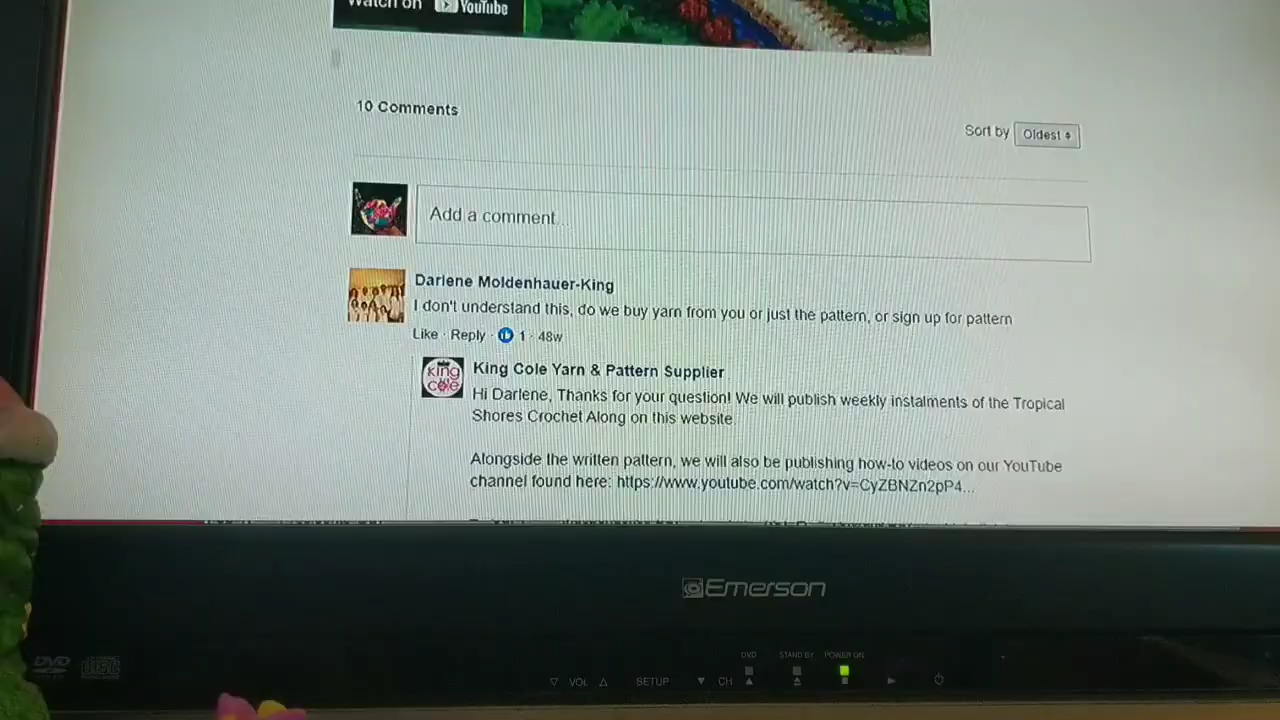 Watch on YouTube
10 Comments
Sort by Oldest
Add a comment...
Darlene Moldenhauer-King
I don't understand this, do we buy yarn from you or just the pattern, or sign up for pattern
Like · Reply · 1 · 48w
King Cole Yarn & Pattern Supplier
king
cole
Hi Darlene, Thanks for your question! We will publish weekly instalments of the Tropical
Shores Crochet Along on this website.
Alongside the written pattern, we will also be publishing how-to videos on our YouTube
channel found here: https://www.youtube.com/watch?v=CyZBNZn2pP4...
Emerson
DVD
disc
DVD STAND BY POWER ON
VOL SETUP CH